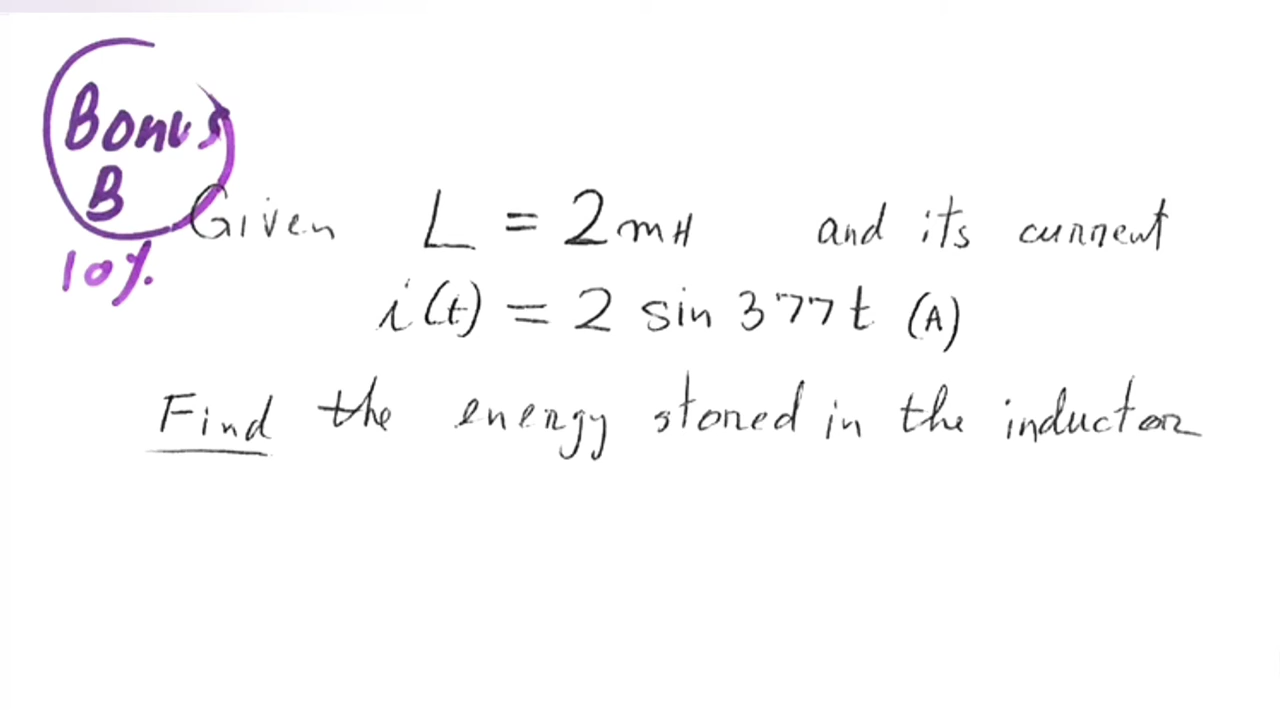 Bonus
B
10%
Given L = 2mH and its current
i(t) = 2 sin 377t (A)
Find the energy stored in the inductor